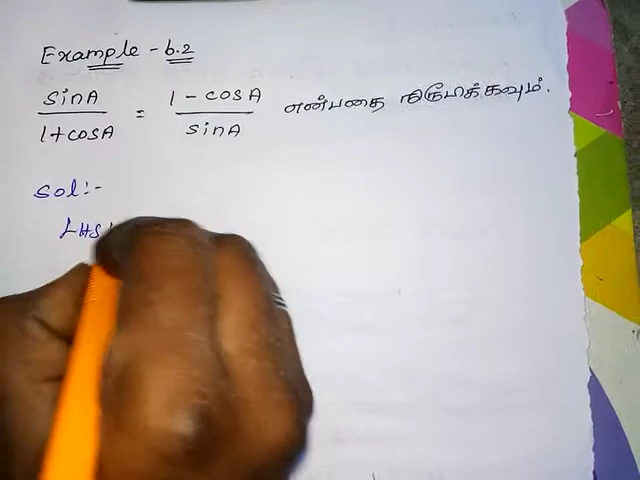 Example - 6.2
sinA / 1+cosA = 1 - cosA / sinA என்பதை நிரூபிக்கவும்.
Sol:-
LHS